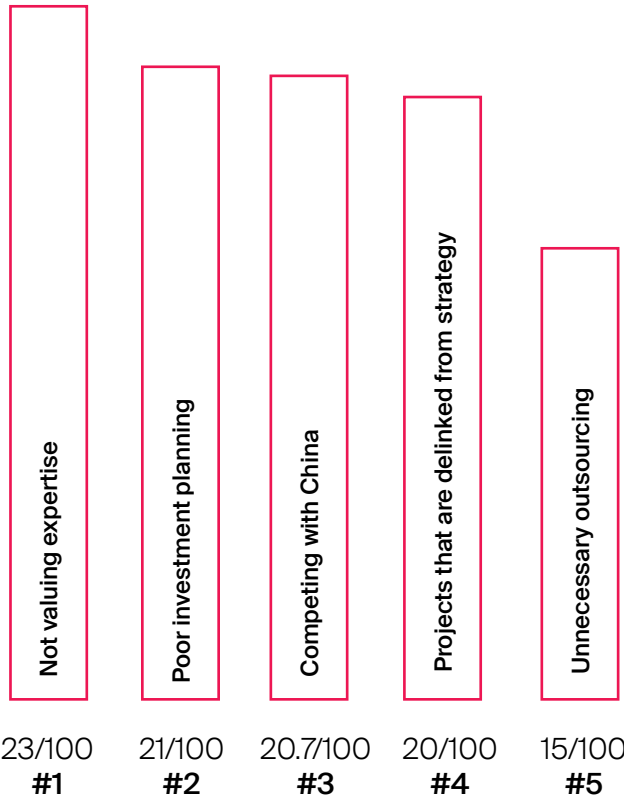 Not valuing expertise
Poor investment planning
Competing with China
Projects that are delinked from strategy
Unnecessary outsourcing
23/100
21/100
20.7/100
20/100
15/100
#1
#2
#3
#4
#5